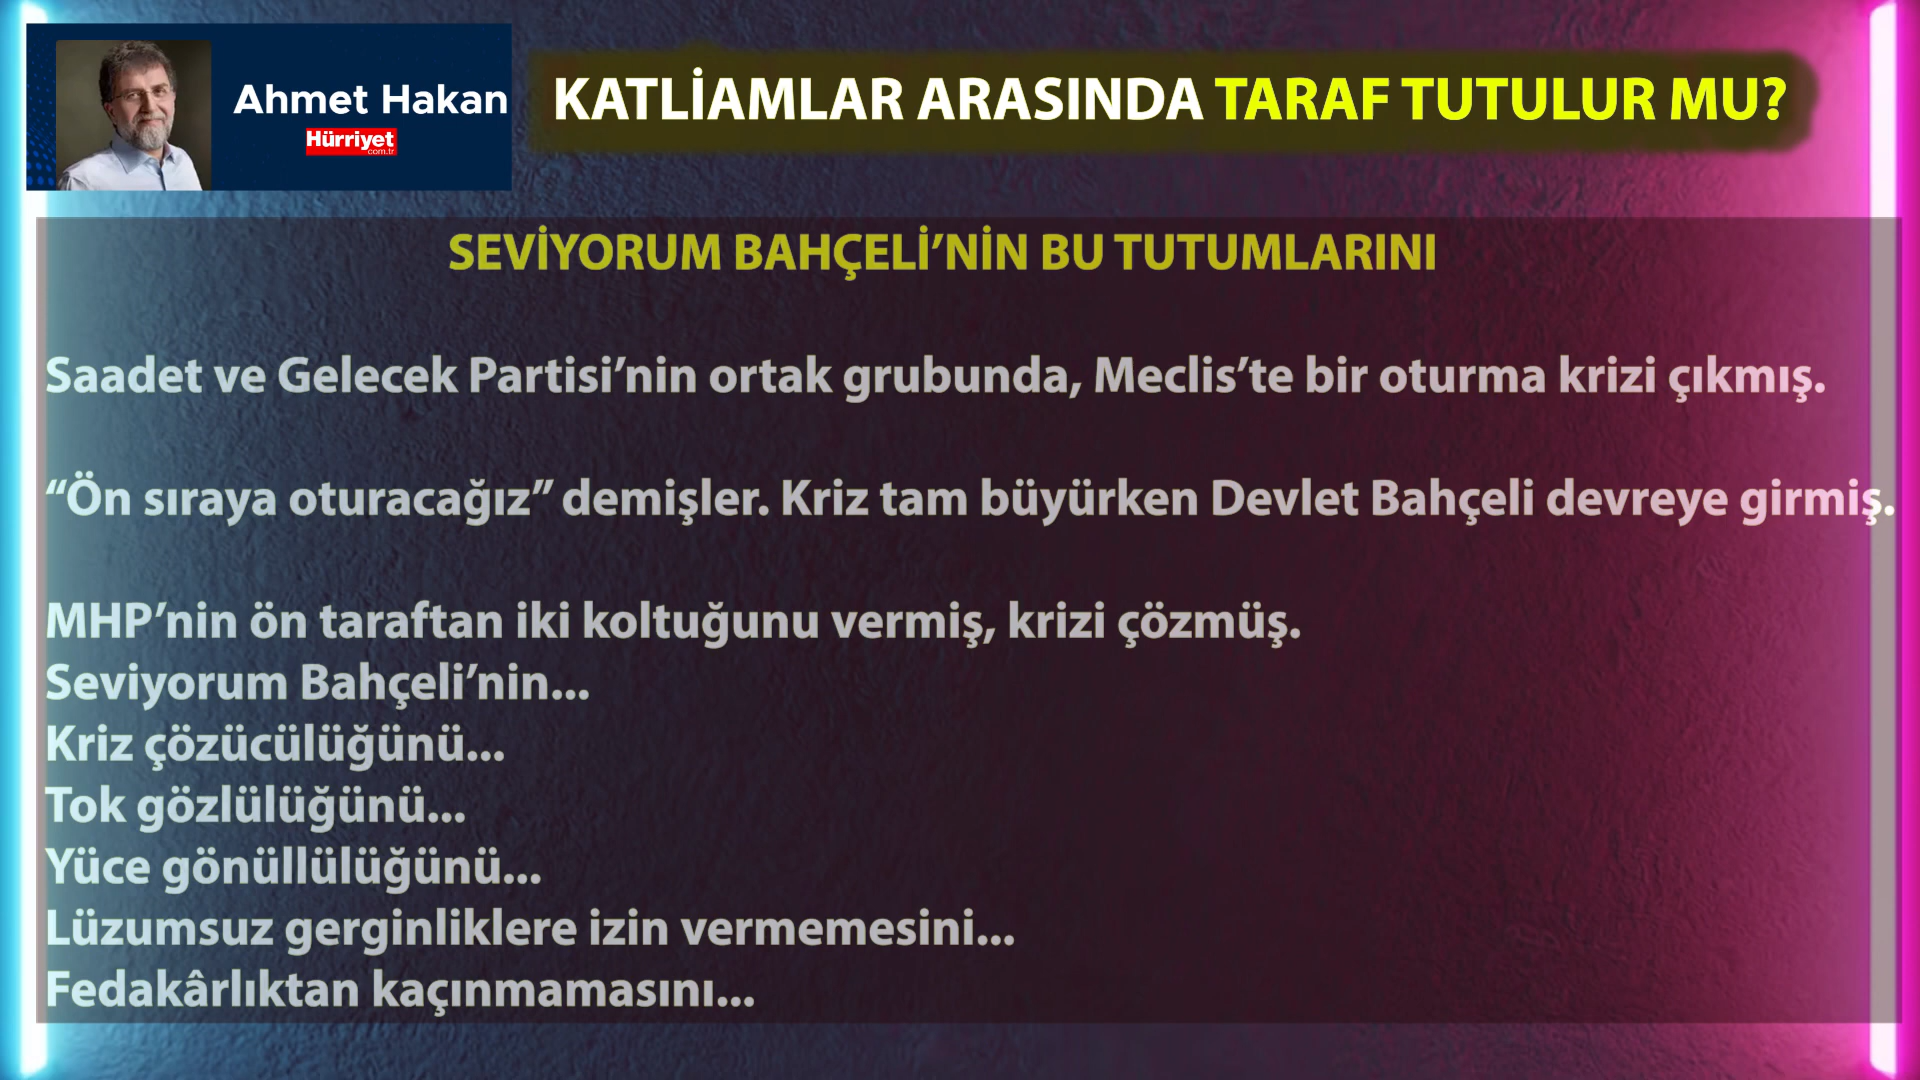 Ahmet Hakan
Hürriyet
com.tr
KATLİAMLAR ARASINDA TARAF TUTULUR MU?
SEVİYORUM BAHÇELİ’NİN BU TUTUMLARINI
Saadet ve Gelecek Partisi’nin ortak grubunda, Meclis’te bir oturma krizi çıkmış.
“Ön sıraya oturacağız” demişler. Kriz tam büyürken Devlet Bahçeli devreye girmiş.
MHP’nin ön taraftan iki koltuğunu vermiş, krizi çözmüş.
Seviyorum Bahçeli’nin...
Kriz çözücülüğünü...
Tok gözlülüğünü...
Yüce gönüllülüğünü...
Lüzumsuz gerginliklere izin vermemesini...
Fedakârlıktan kaçınmamasını...